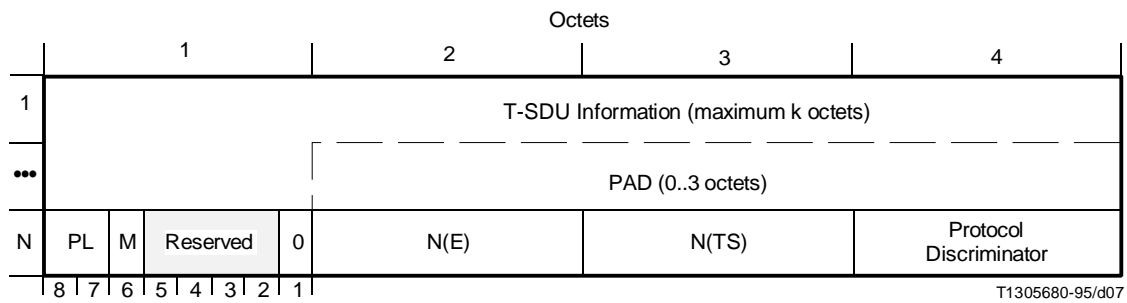 Octets
1 2 3 4
1 T-SDU Information (maximum k octets)
••• PAD (0..3 octets)
N PL M Reserved 0 N(E) N(TS) Protocol
Discriminator
8 7 6 5 4 3 2 1
T1305680-95/d07